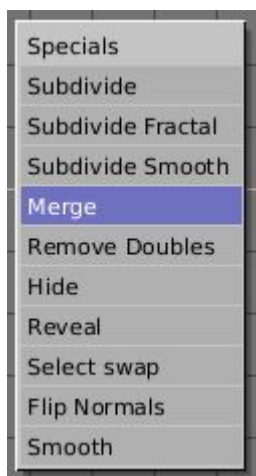 Specials
Subdivide
Subdivide Fractal
Subdivide Smooth
Merge
Remove Doubles
Hide
Reveal
Select swap
Flip Normals
Smooth